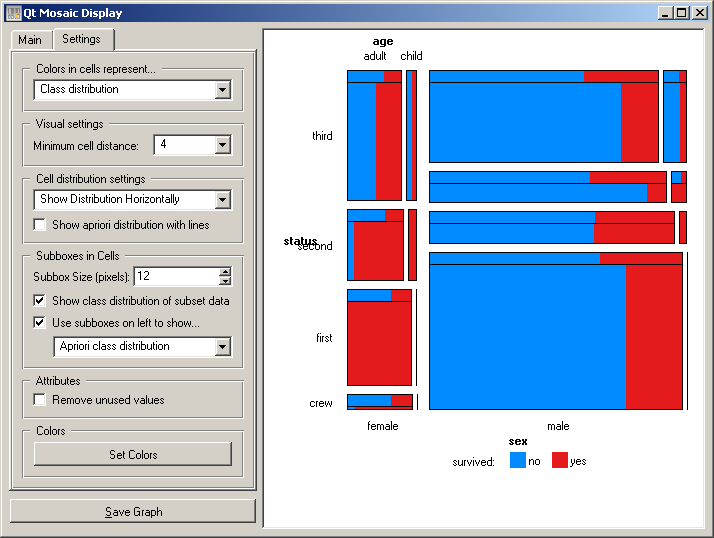 Qt Mosaic Display
Main Settings
Colors in cells represent...
Class distribution
Visual settings
Minimum cell distance: 4
Cell distribution settings
Show Distribution Horizontally
Show apriori distribution with lines
Subboxes in Cells
Subbox Size (pixels): 12
Show class distribution of subset data
Use subboxes on left to show...
Apriori class distribution
Attributes
Remove unused values
Colors
Set Colors
Save Graph
age
adult child
third
status
second
first
crew
female male
sex
survived: no yes